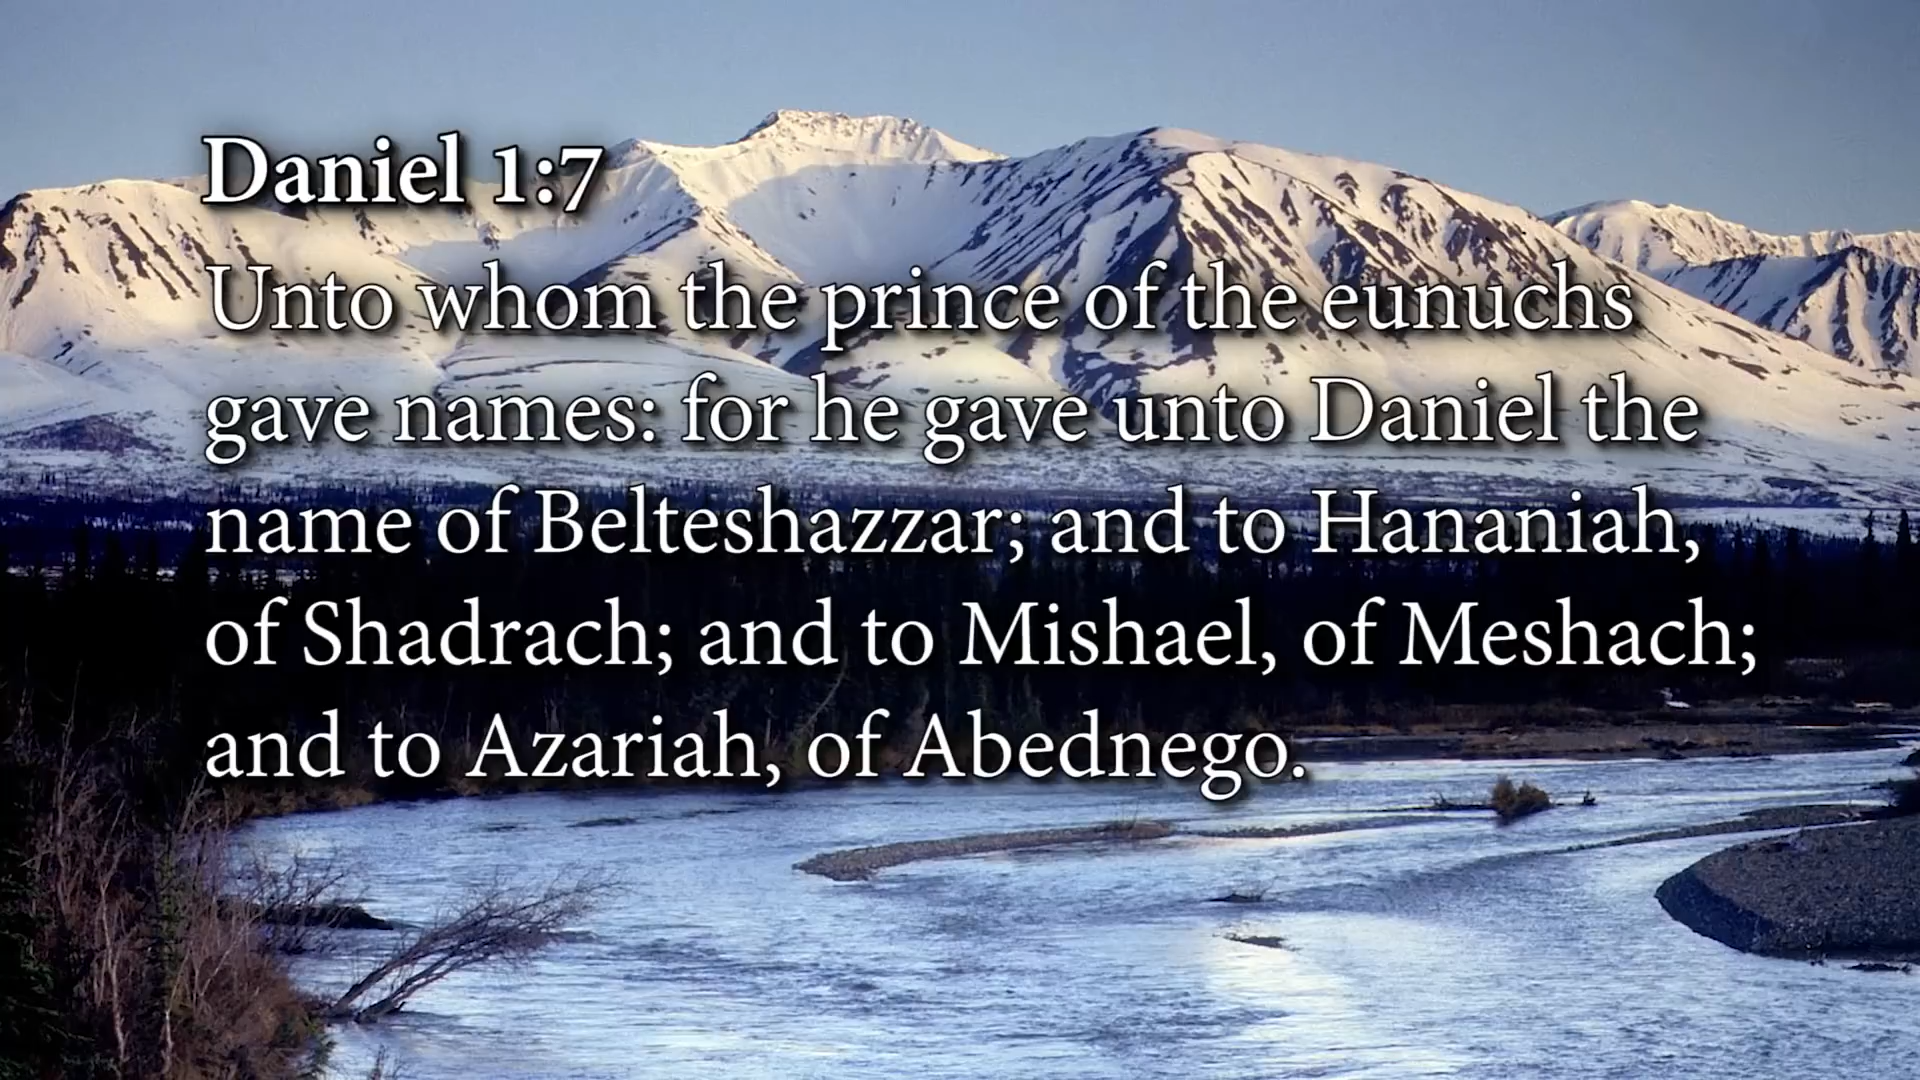 Daniel 1:7
Unto whom the prince of the eunuchs
gave names: for he gave unto Daniel the
name of Belteshazzar; and to Hananiah,
of Shadrach; and to Mishael, of Meshach;
and to Azariah, of Abednego.